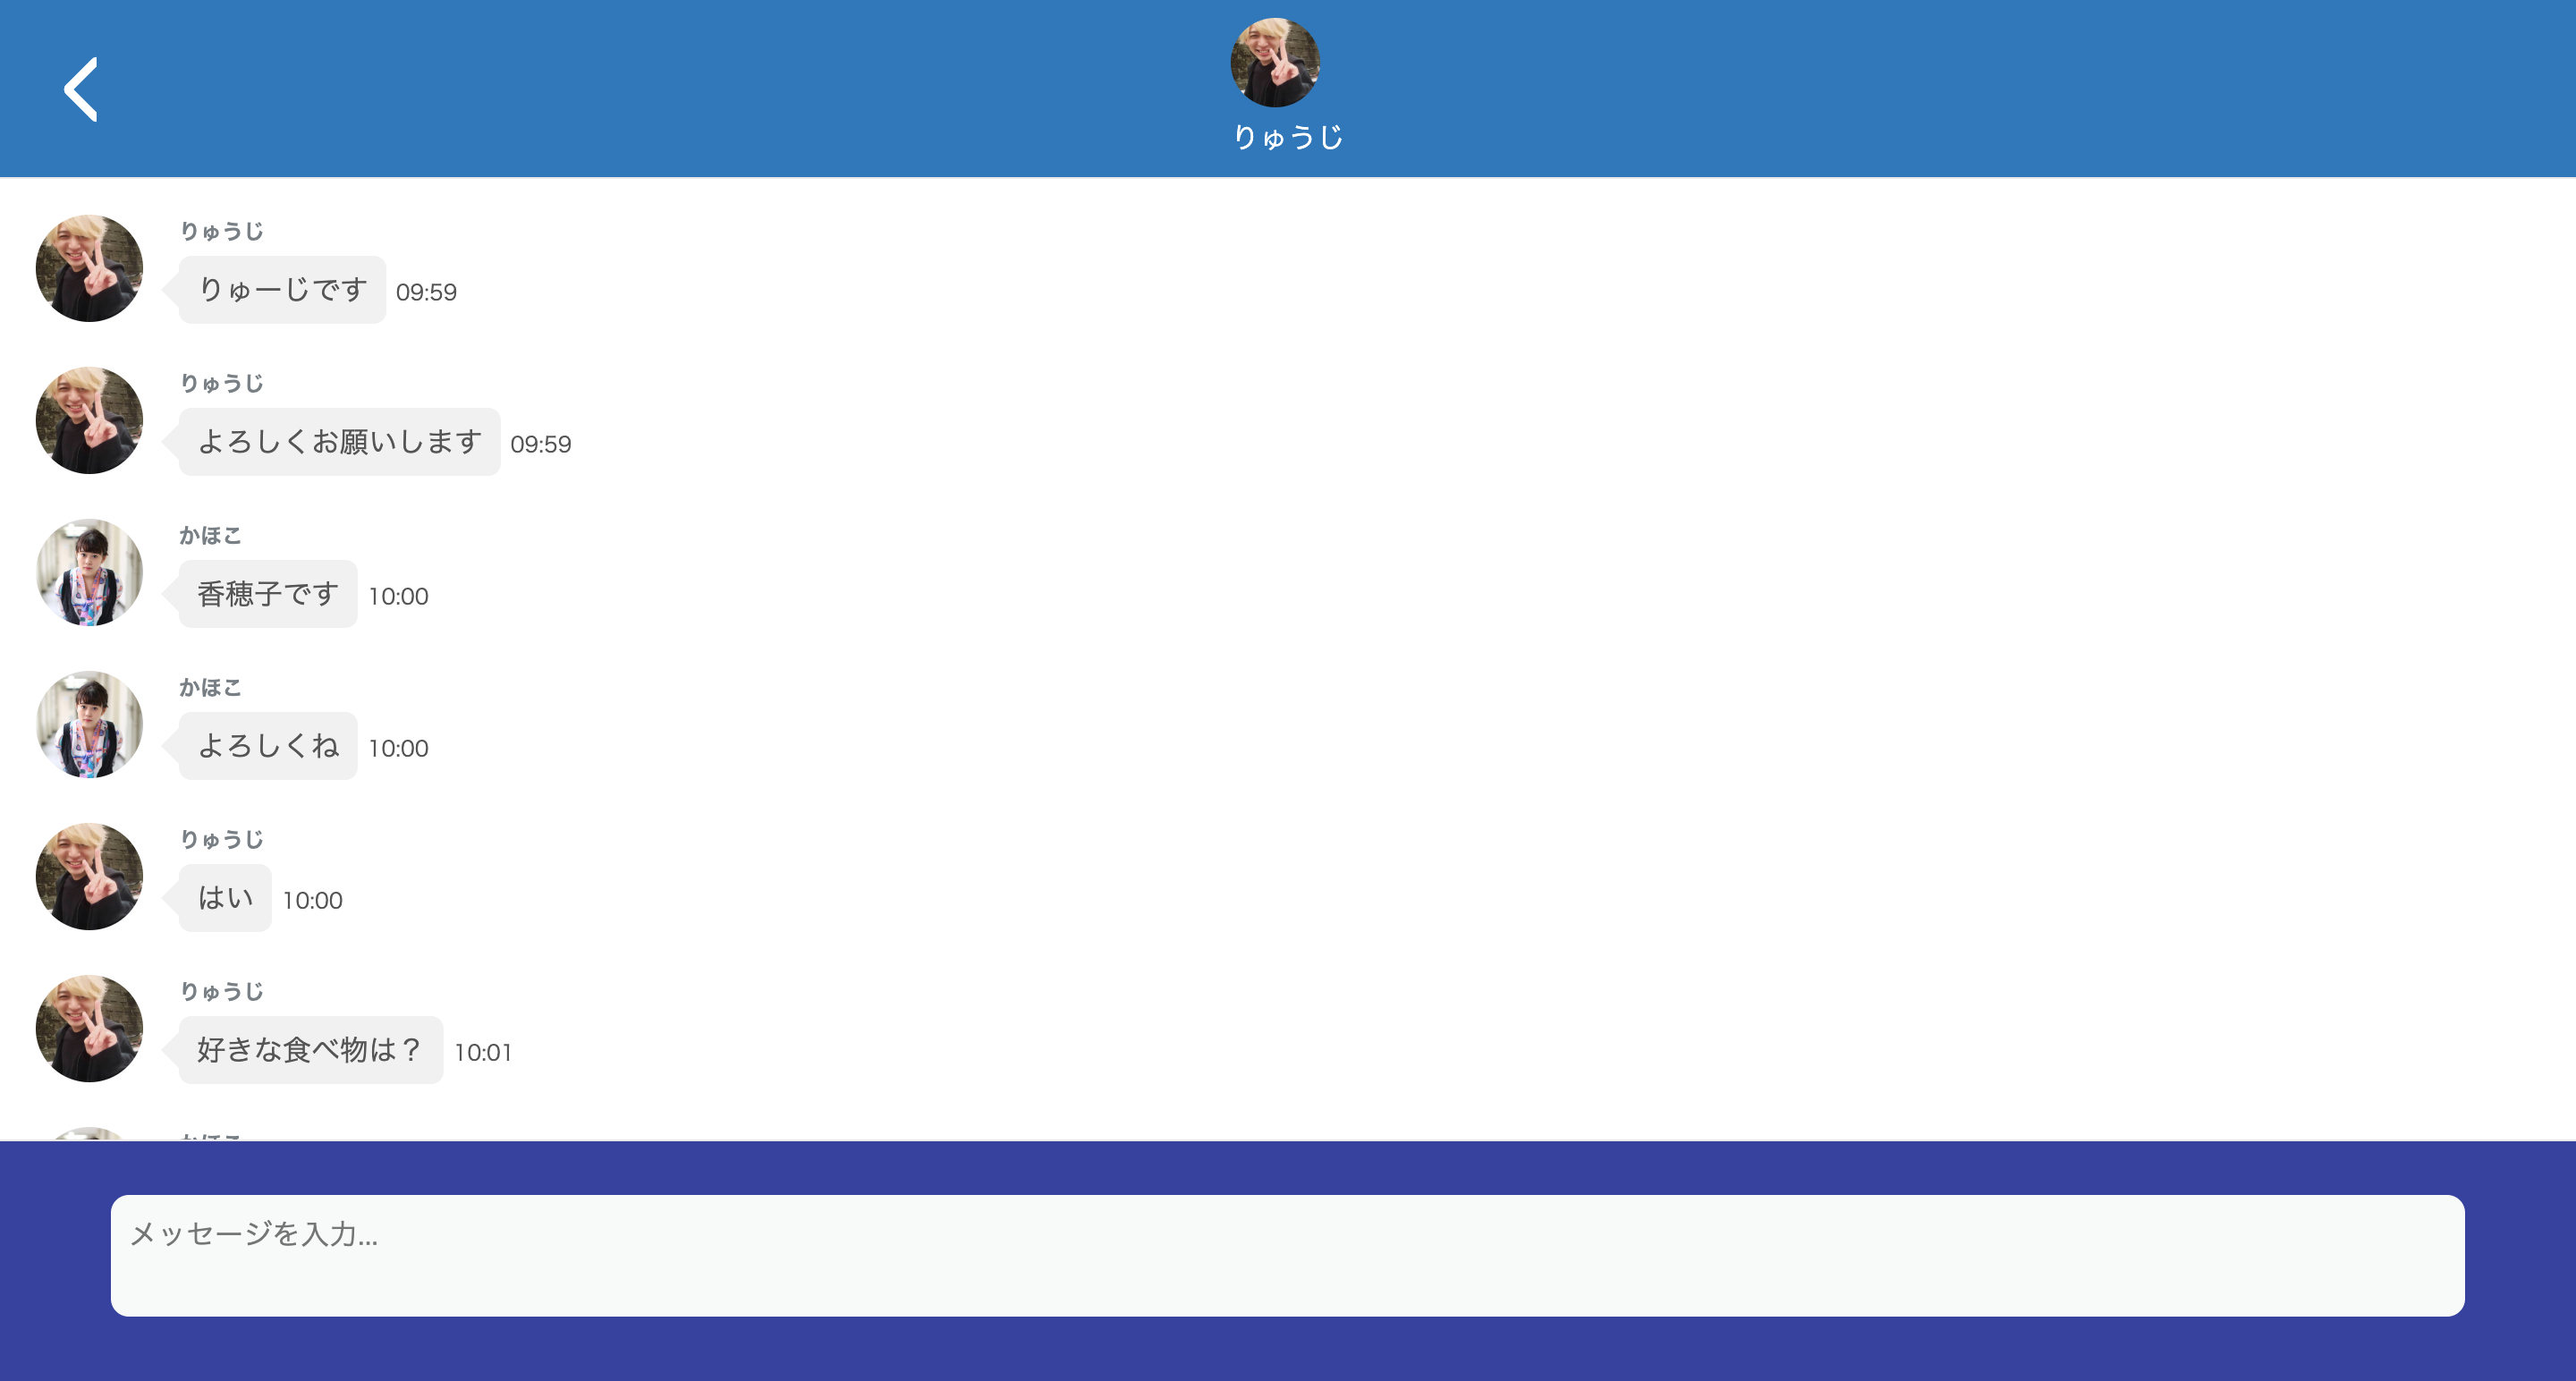 りゅうじ
りゅうじ
りゅーじです 09:59
りゅうじ
よろしくお願いします 09:59
かほこ
香穂子です 10:00
かほこ
よろしくね 10:00
りゅうじ
はい 10:00
りゅうじ
好きな食べ物は？ 10:01
メッセージを入力...